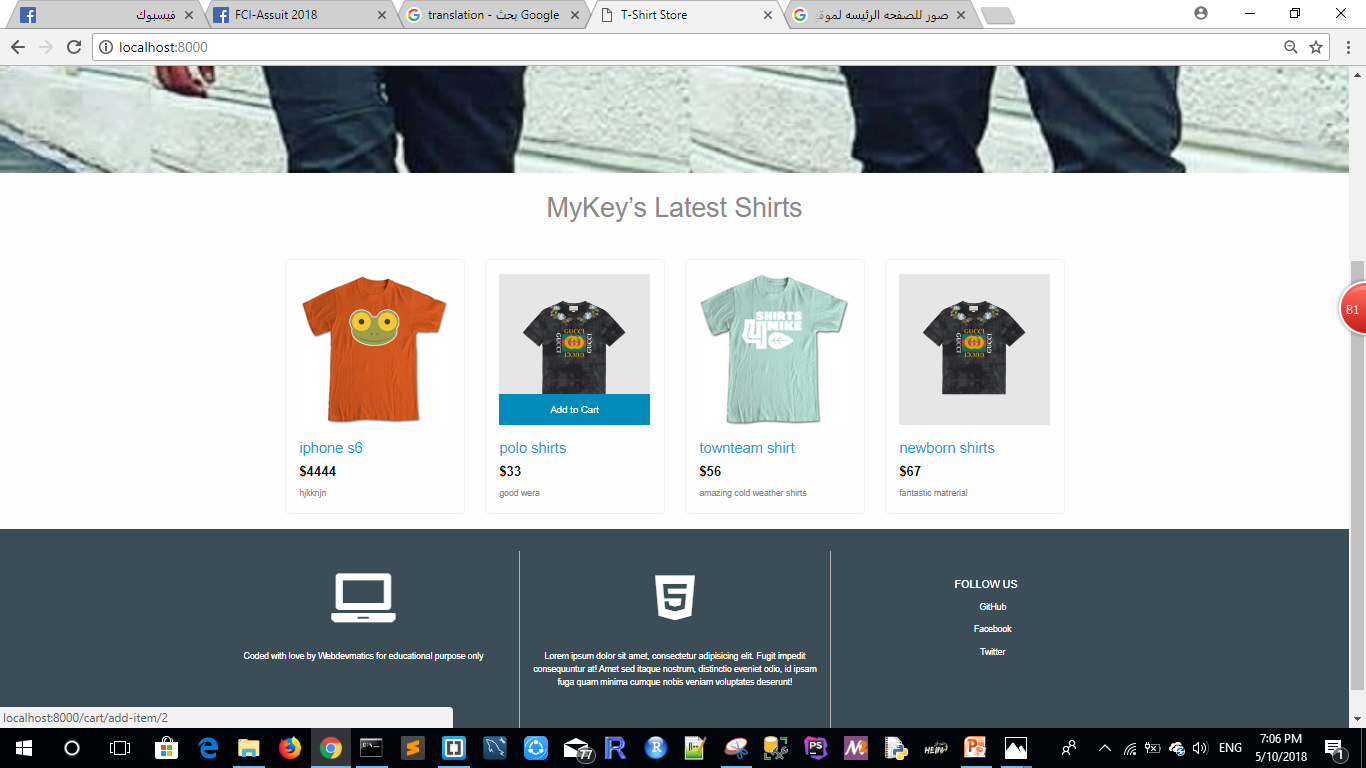 فيسبوك
FCI-Assuit 2018
translation - بحث Google
T-Shirt Store
صور للصفحه الرئيسه لموقع
localhost:8000
MyKey’s Latest Shirts
SHIRTS
4
MIKE
GUCCI
GUCCI
Add to Cart
iphone s6
$4444
hjkknjn
polo shirts
$33
good wera
townteam shirt
$56
amazing cold weather shirts
newborn shirts
$67
fantastic matrerial
81
5
Coded with love by Webdevmatics for educational purpose only
Lorem ipsum dolor sit amet, consectetur adipisicing elit. Fugit impedit
consequuntur at! Amet sed itaque nostrum, distinctio eveniet odio, id ipsam
fuga quam minima cumque nobis veniam voluptates deserunt!
FOLLOW US
GitHub
Facebook
Twitter
localhost:8000/cart/add-item/2
77
ENG
7:06 PM
5/10/2018
1